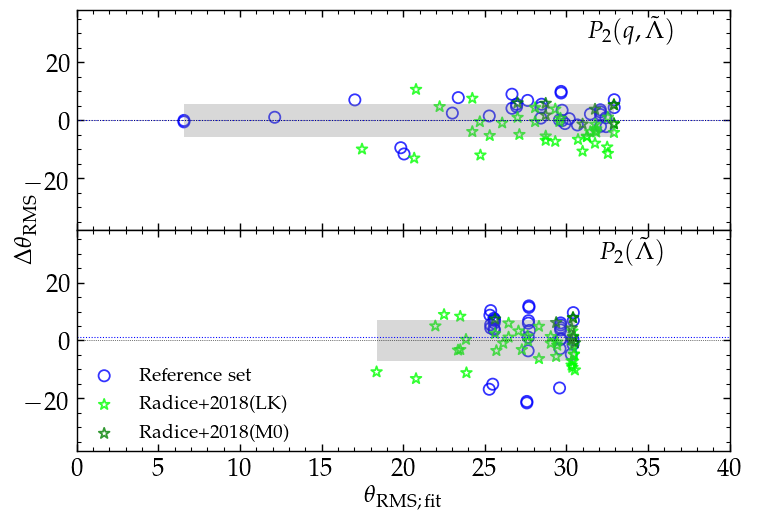 P₂(q, Λ̃)
20
0
−20
Δθ_RMS
P₂(Λ̃)
20
0
−20
Reference set
Radice+2018(LK)
Radice+2018(M0)
0 5 10 15 20 25 30 35 40
θ_RMS; fit